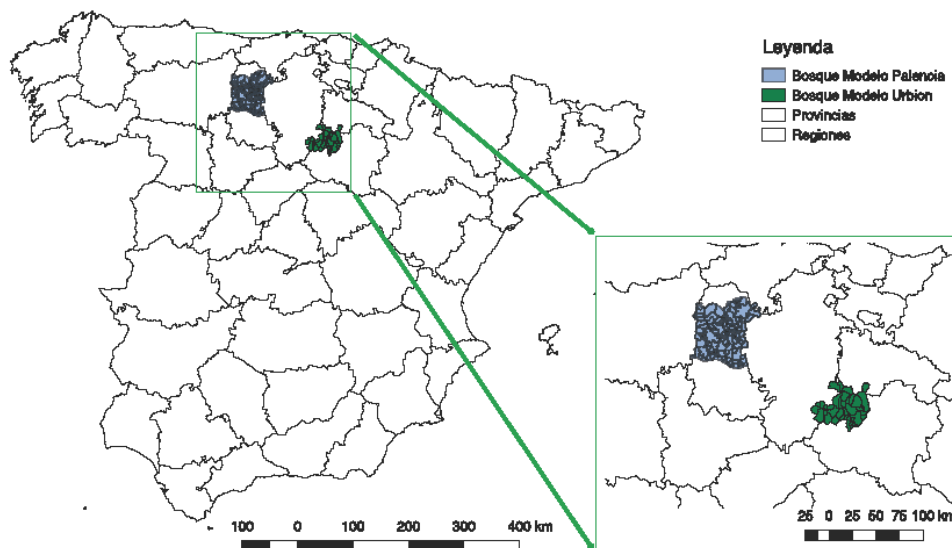 Leyenda
Bosque Modelo Palencia
Bosque Modelo Urbion
Provincias
Regiones
100 0 100 200 300 400 km
25 0 25 50 75 100 km